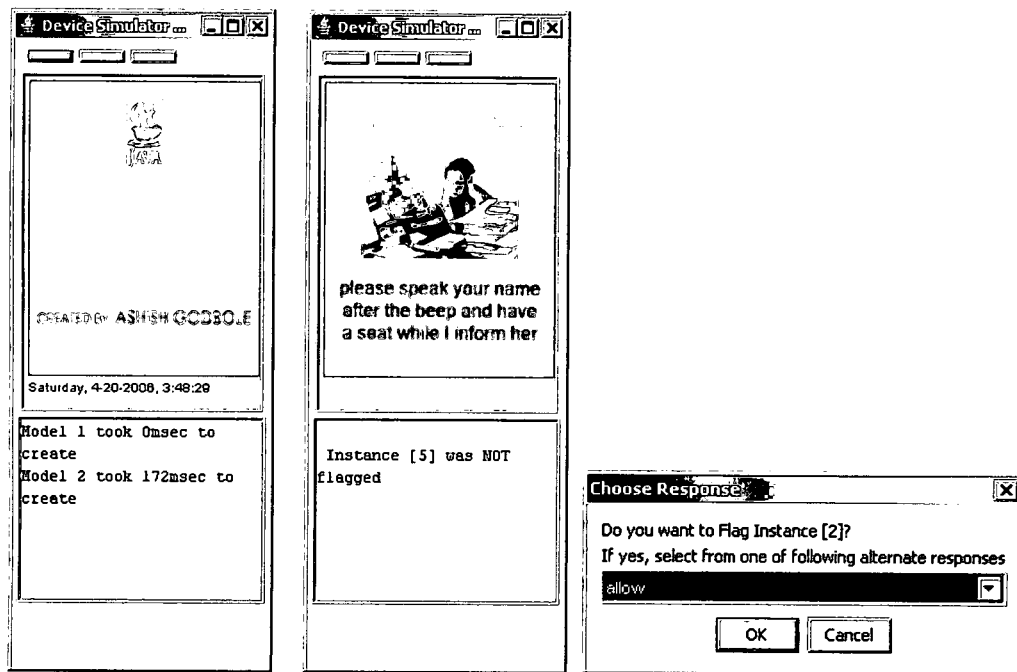 Device Simulator ...
JAVA
CREATED BY ASHISH GODBOLE
Saturday, 4-20-2008, 3:48:29
Model 1 took 0msec to
create
Model 2 took 172msec to
create
Device Simulator ...
please speak your name
after the beep and have
a seat while I inform her
Instance [5] was NOT
flagged
Choose Response
Do you want to Flag Instance [2]?
If yes, select from one of following alternate responses
allow
OK
Cancel